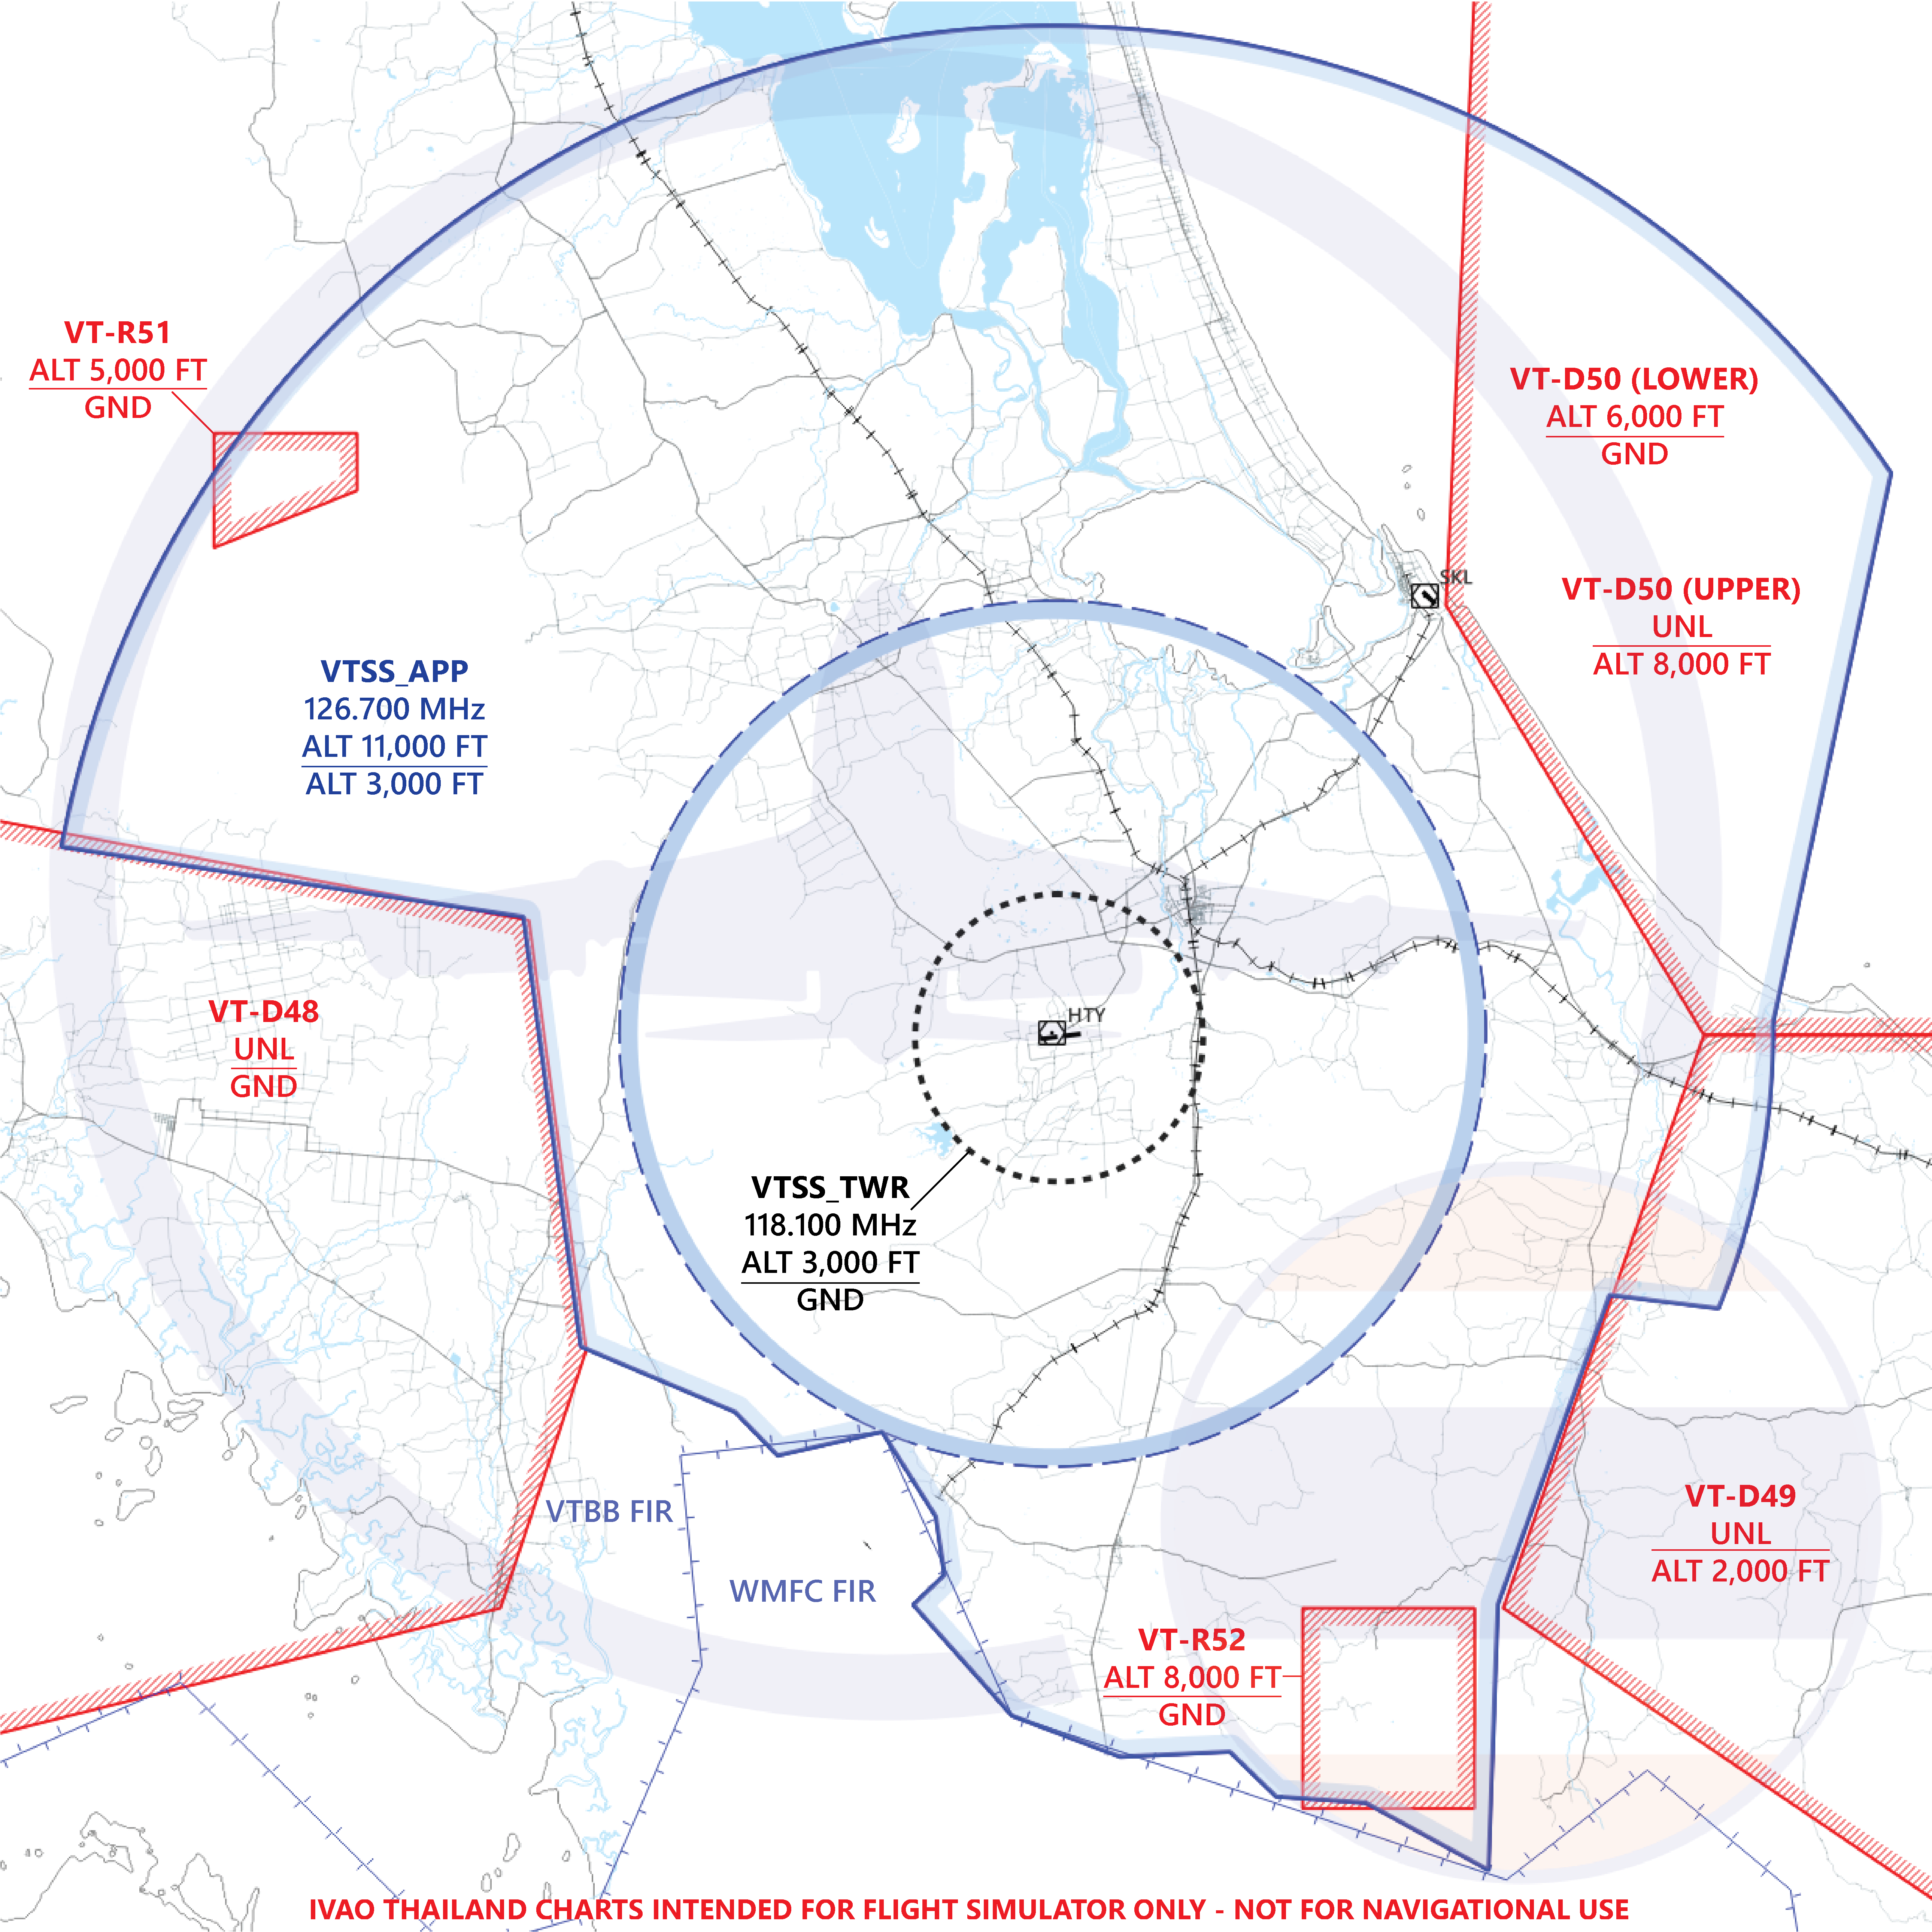 VT-R51
ALT 5,000 FT
GND
VT-D50 (LOWER)
ALT 6,000 FT
GND
SKL
VT-D50 (UPPER)
UNL
ALT 8,000 FT
VTSS_APP
126.700 MHz
ALT 11,000 FT
ALT 3,000 FT
VT-D48
UNL
GND
HTY
VTSS_TWR
118.100 MHz
ALT 3,000 FT
GND
VTBB FIR
WMFC FIR
VT-D49
UNL
ALT 2,000 FT
VT-R52
ALT 8,000 FT
GND
IVAO THAILAND CHARTS INTENDED FOR FLIGHT SIMULATOR ONLY - NOT FOR NAVIGATIONAL USE